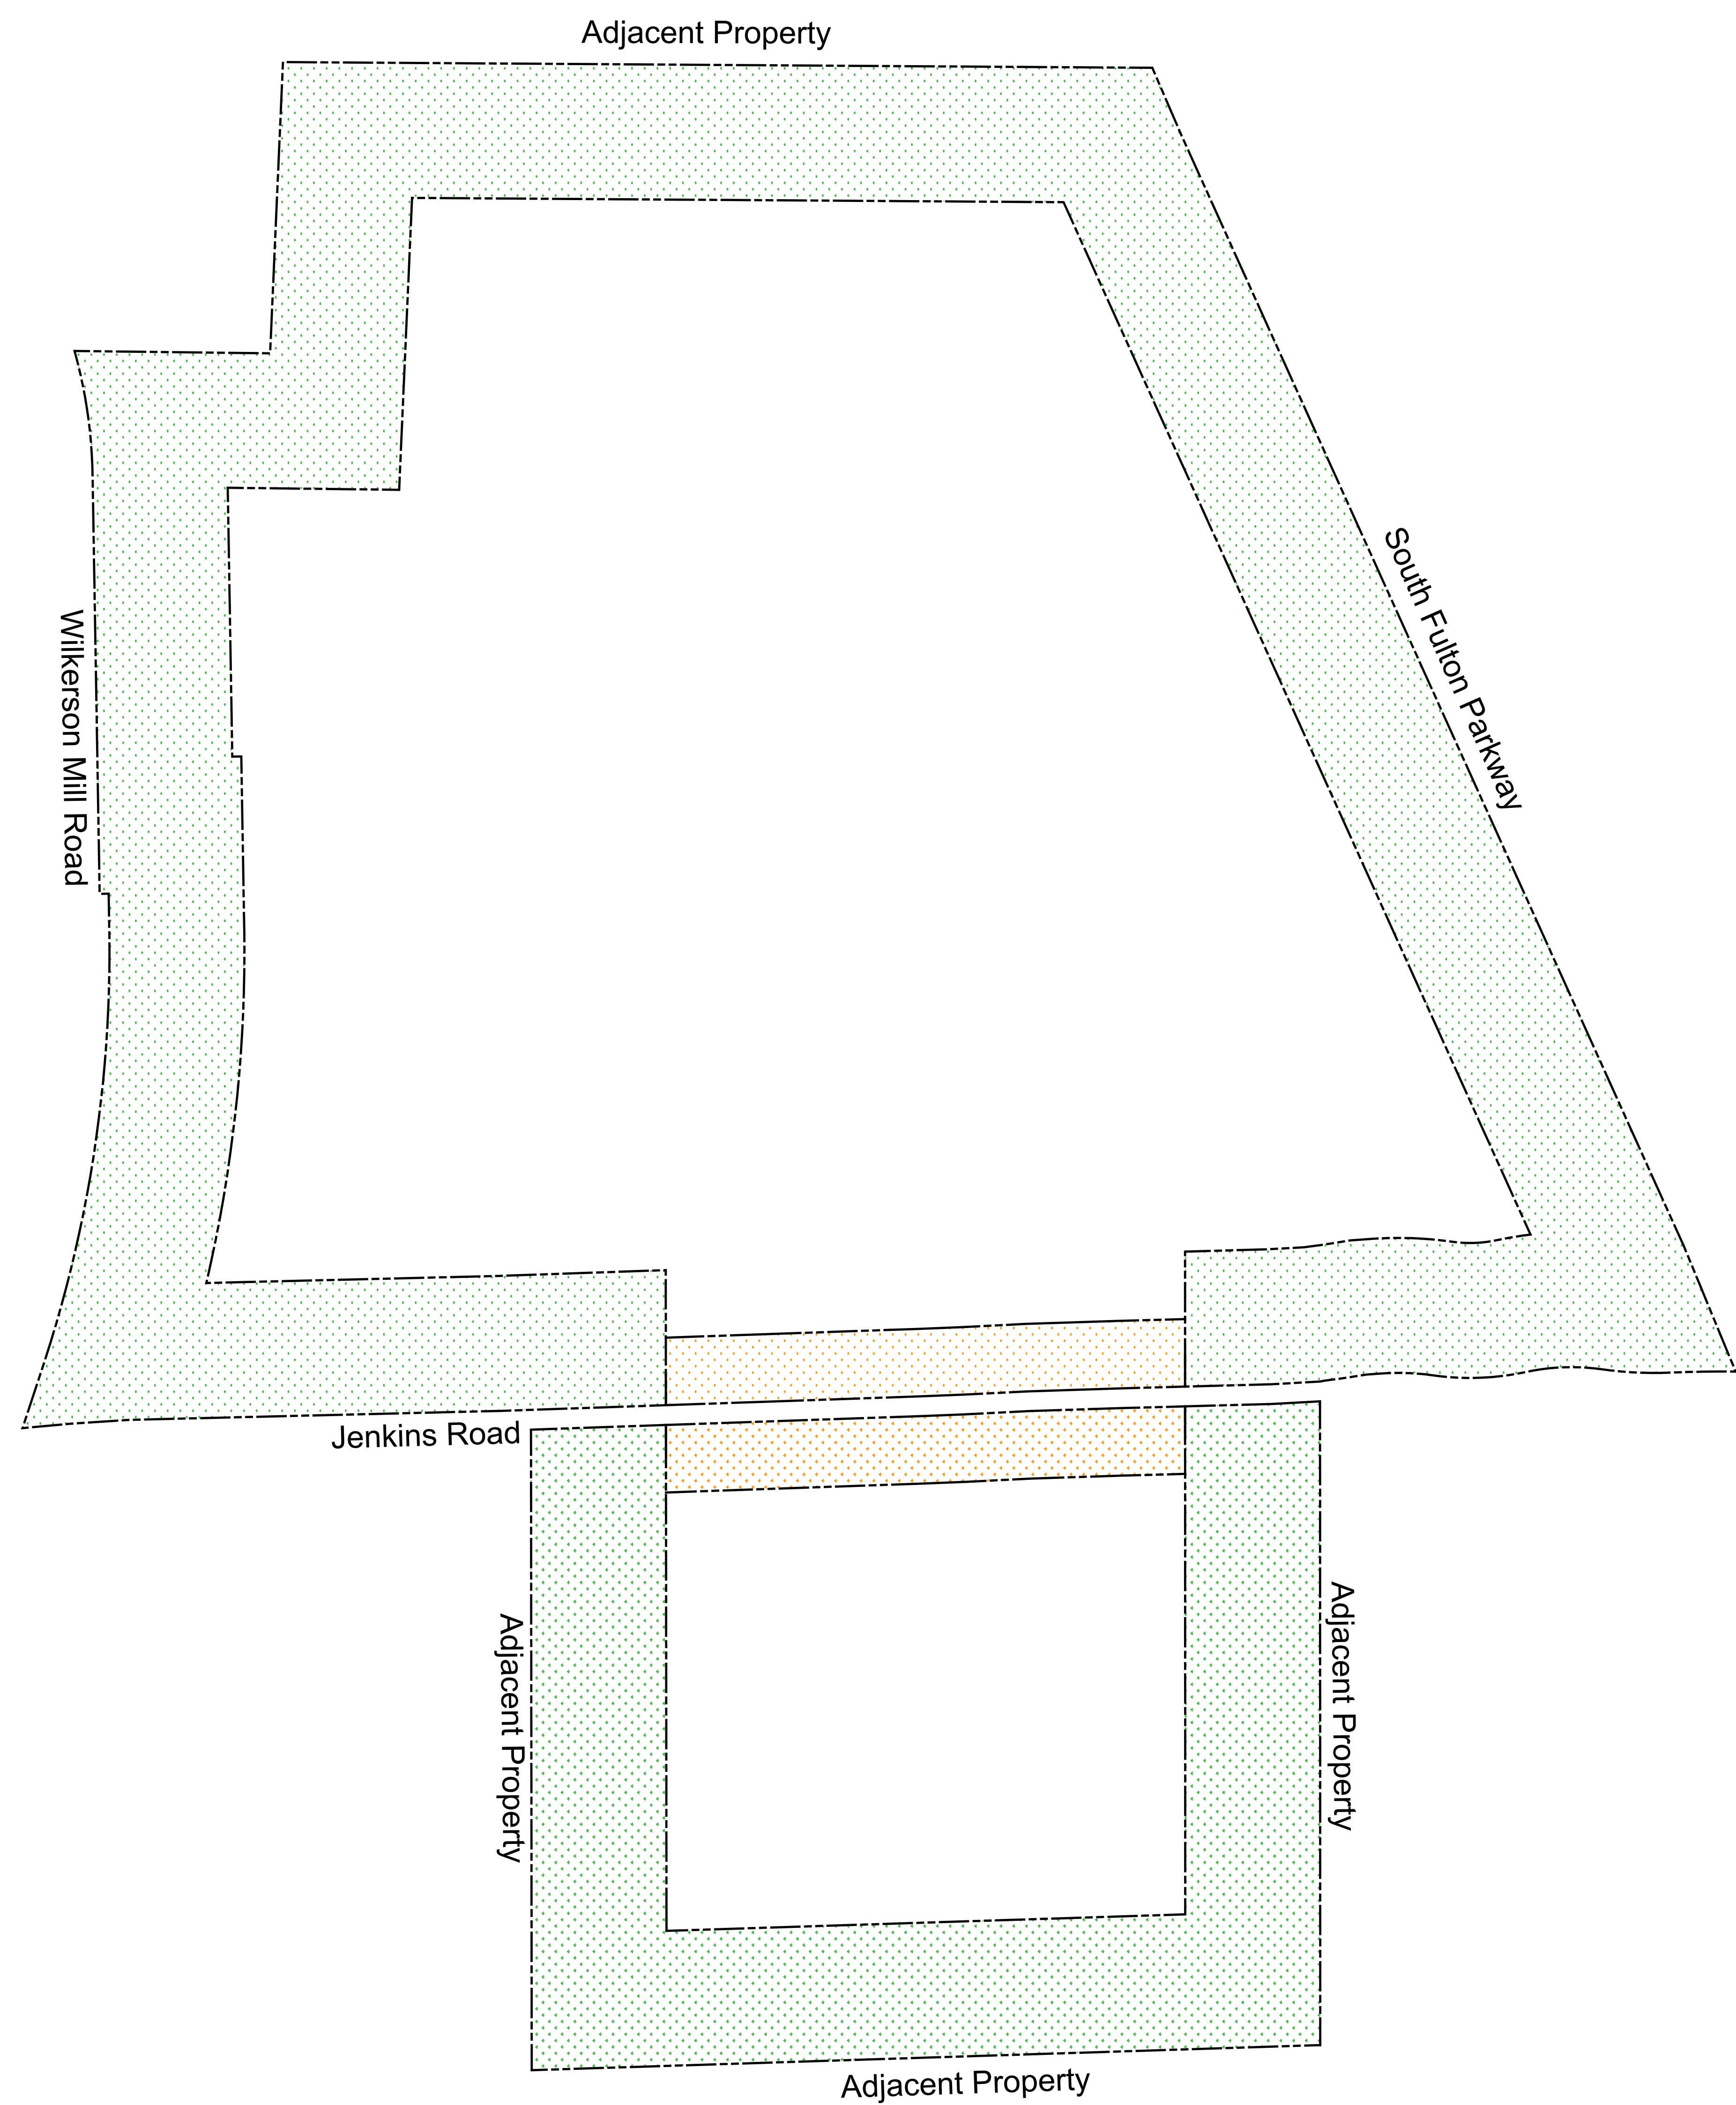 Adjacent Property
South Fulton Parkway
Wilkerson Mill Road
Jenkins Road
Adjacent Property
Adjacent Property
Adjacent Property